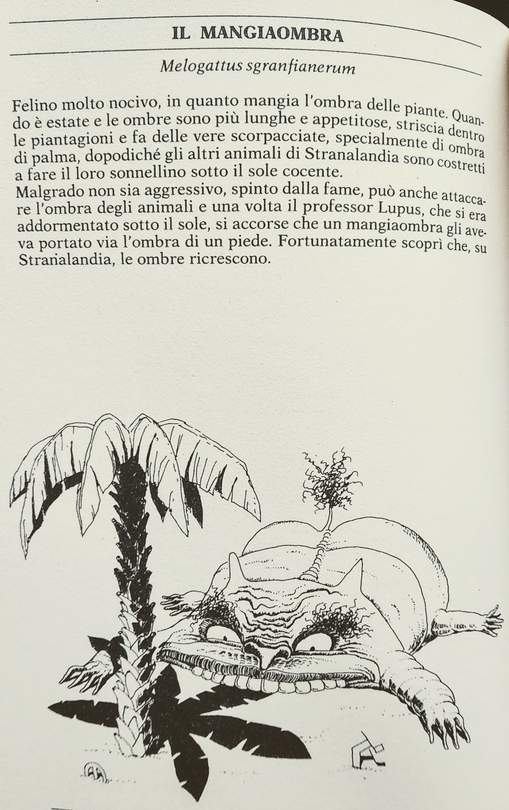 IL MANGIAOMBRA
Melogattus sgranfianerum
Felino molto nocivo, in quanto mangia l'ombra delle piante. Quan-
do è estate e le ombre sono più lunghe e appetitose, striscia dentro
le piantagioni e fa delle vere scorpacciate, specialmente di ombra
di palma, dopodiché gli altri animali di Stranalandia sono costretti
a fare il loro sonnellino sotto il sole cocente.
Malgrado non sia aggressivo, spinto dalla fame, può anche attacca-
re l'ombra degli animali e una volta il professor Lupus, che si era
addormentato sotto il sole, si accorse che un mangiaombra gli ave-
va portato via l'ombra di un piede. Fortunatamente scoprì che, su
Stranalandia, le ombre ricrescono.